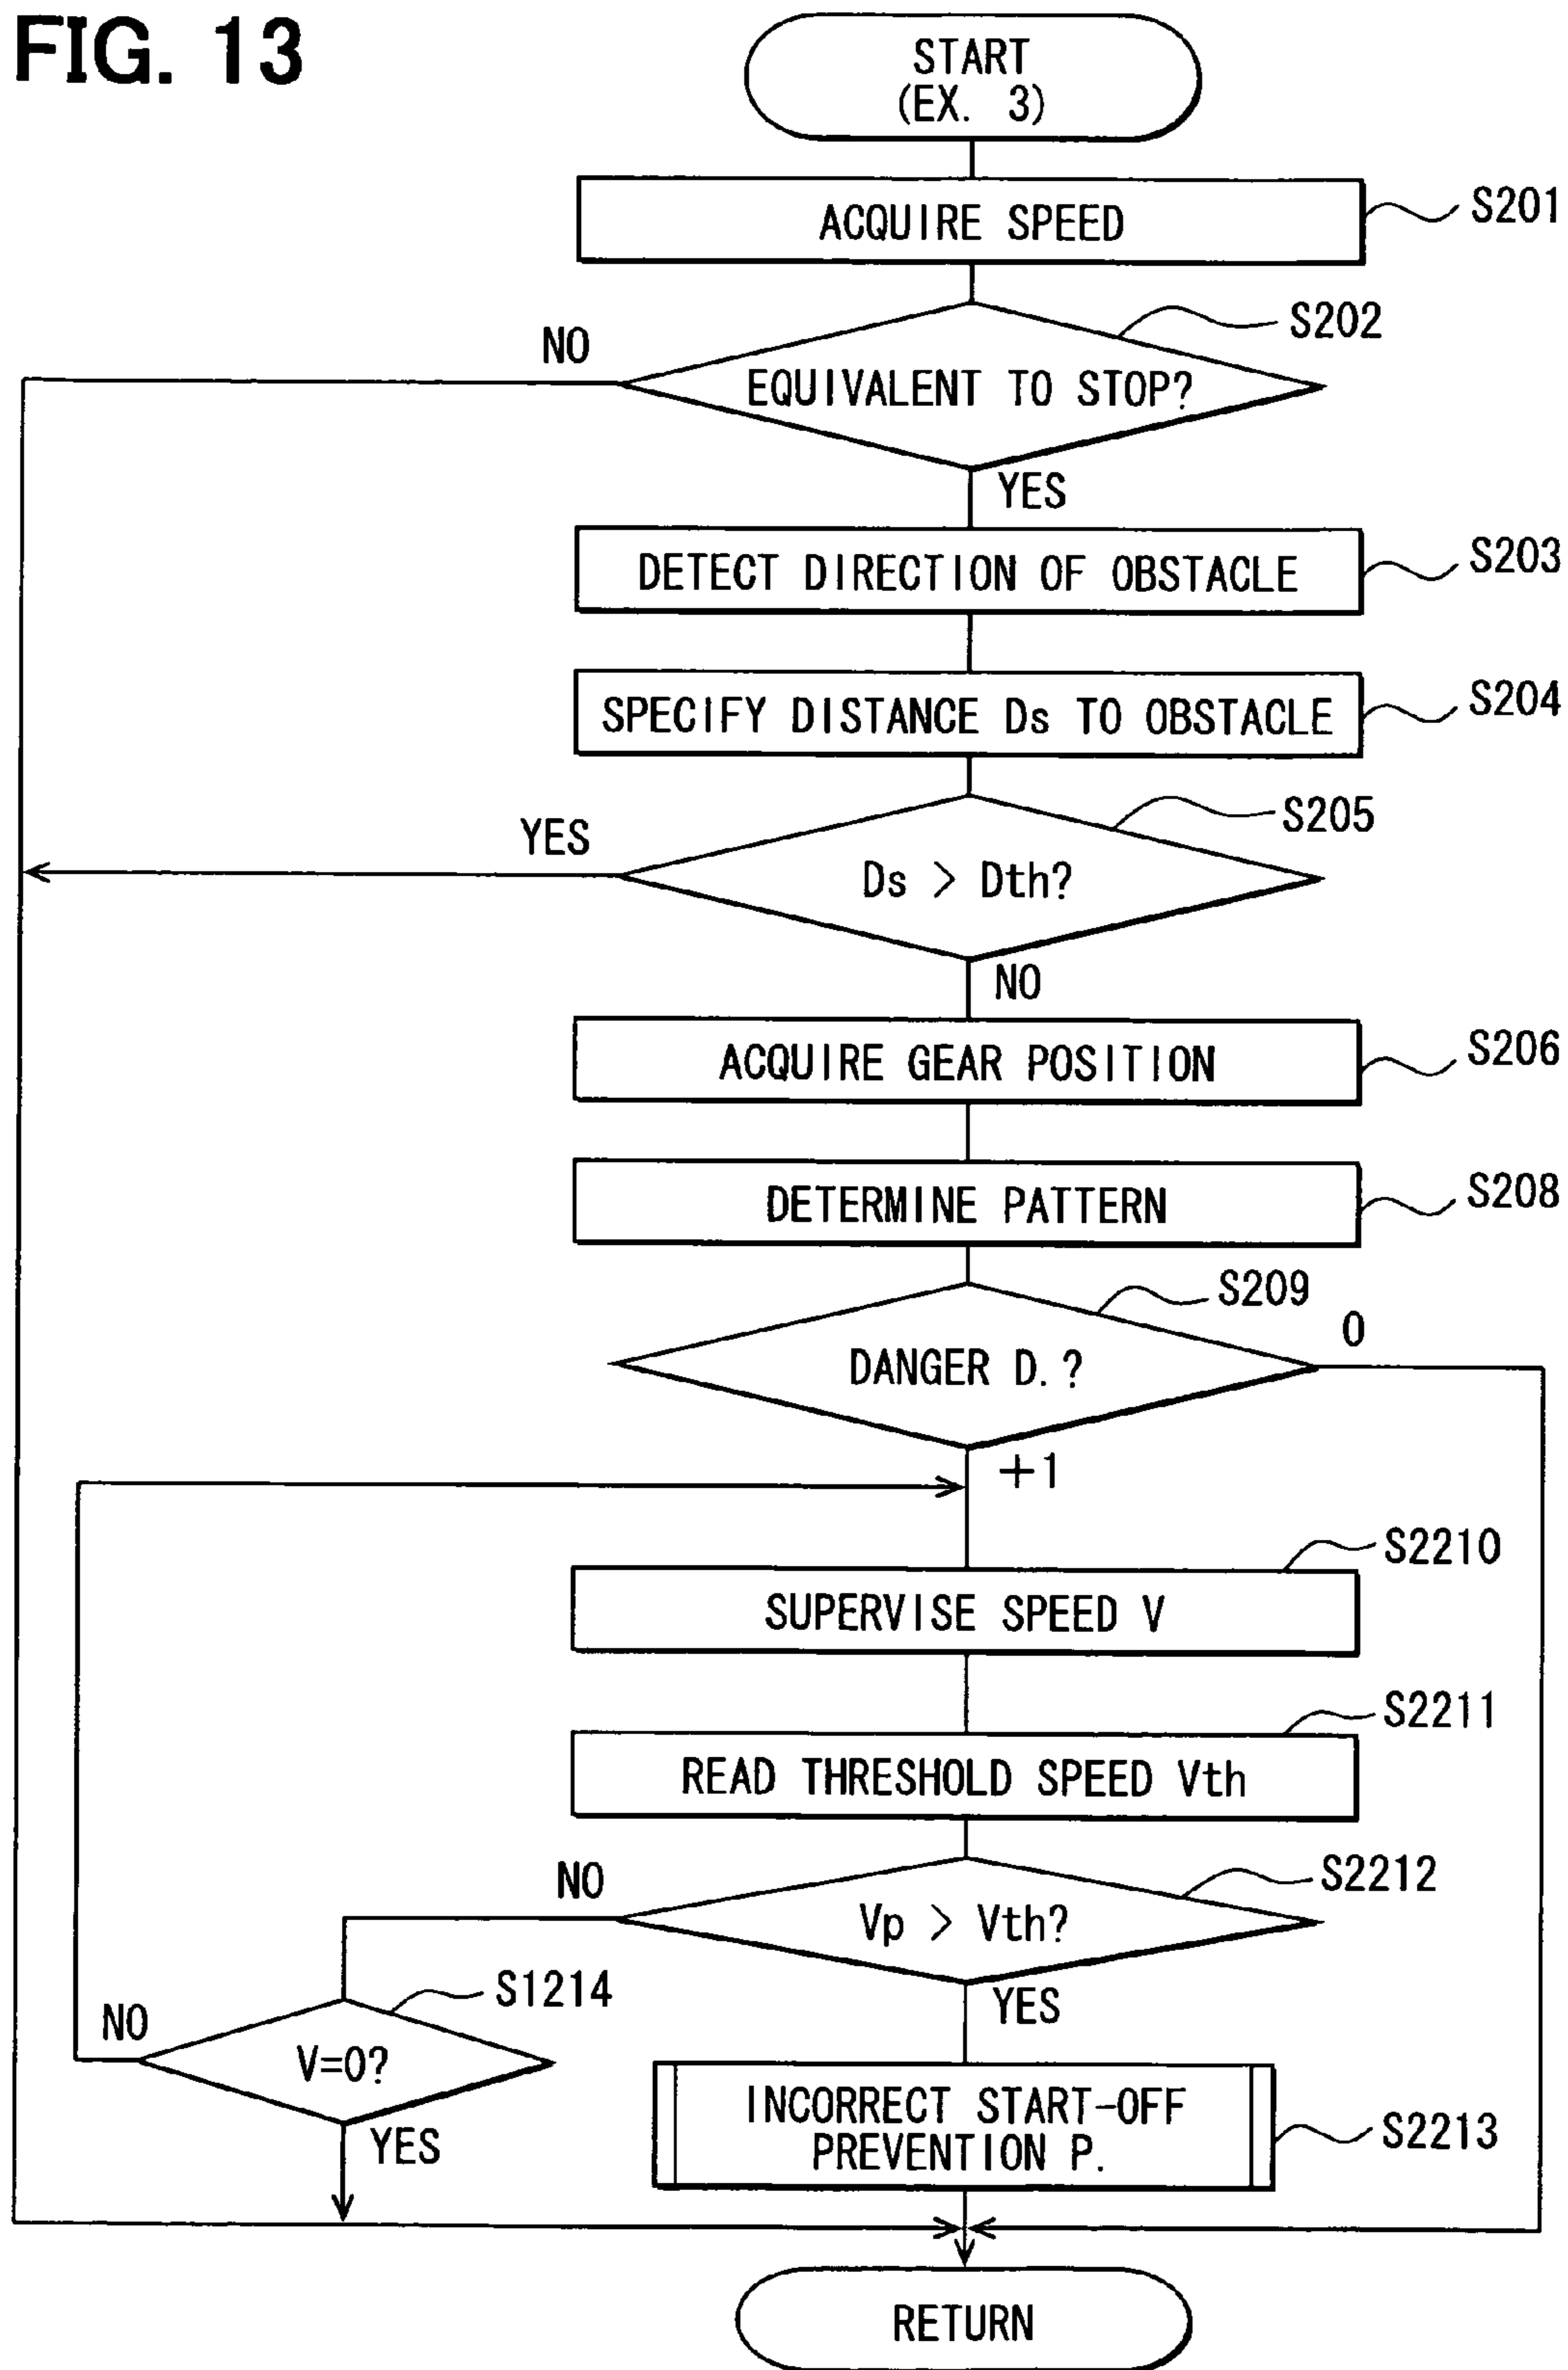 FIG. 13
START
(EX. 3)
ACQUIRE SPEED
S201
S202
NO
EQUIVALENT TO STOP?
YES
DETECT DIRECTION OF OBSTACLE
S203
SPECIFY DISTANCE Ds TO OBSTACLE
S204
S205
YES
Ds > Dth?
NO
ACQUIRE GEAR POSITION
S206
DETERMINE PATTERN
S208
S209
0
DANGER D. ?
+1
S2210
SUPERVISE SPEED V
S2211
READ THRESHOLD SPEED Vth
NO
S2212
Vp > Vth?
S1214
YES
NO
V=0?
INCORRECT START-OFF
PREVENTION P.
S2213
YES
RETURN